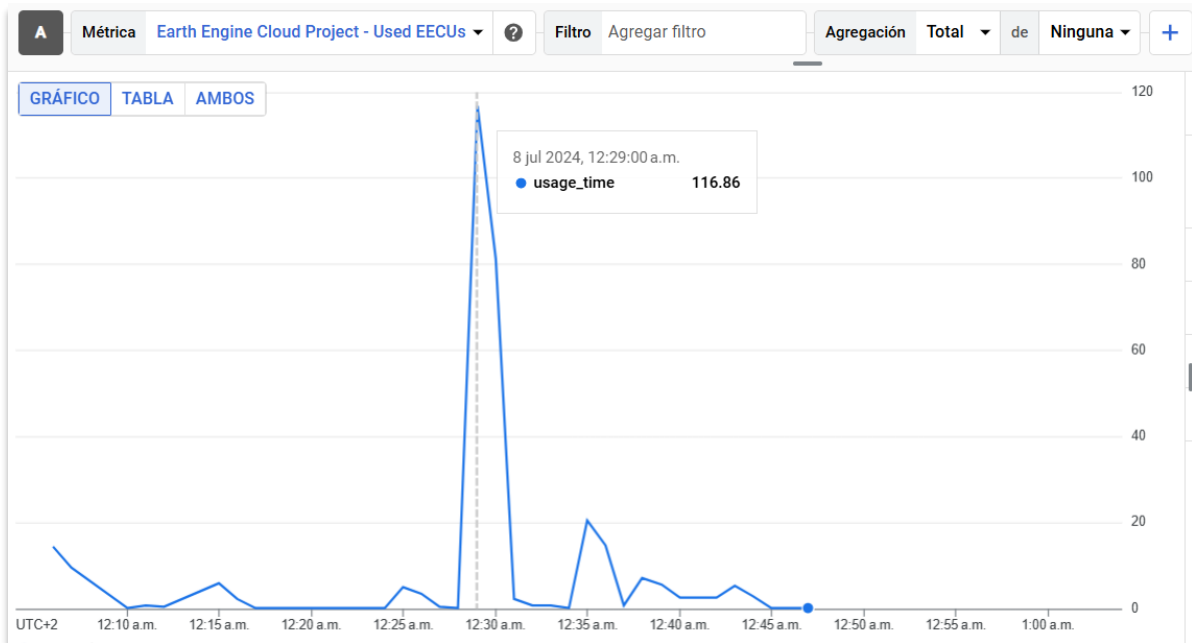 A Métrica Earth Engine Cloud Project - Used EECUs ? Filtro Agregar filtro Agregación Total de Ninguna +
GRÁFICO TABLA AMBOS
120
8 jul 2024, 12:29:00 a.m.
usage_time 116.86
100
80
60
40
20
0
UTC+2 12:10 a.m. 12:15 a.m. 12:20 a.m. 12:25 a.m. 12:30 a.m. 12:35 a.m. 12:40 a.m. 12:45 a.m. 12:50 a.m. 12:55 a.m. 1:00 a.m.